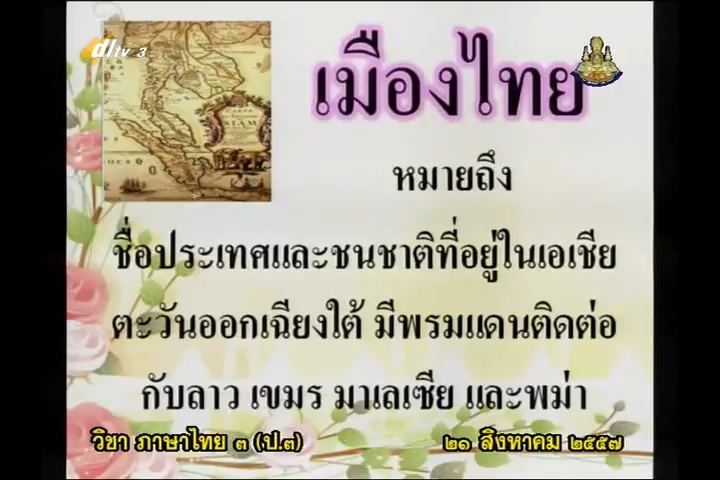 dltv 3
เมืองไทย
SIAM
หมายถึง
ชื่อประเทศและชนชาติที่อยู่ในเอเชีย
ตะวันออกเฉียงใต้ มีพรมแดนติดต่อ
กับลาว เขมร มาเลเซีย และพม่า
วิชา ภาษาไทย ๓ (ป.๓)
๒๑ สิงหาคม ๒๕๕๗